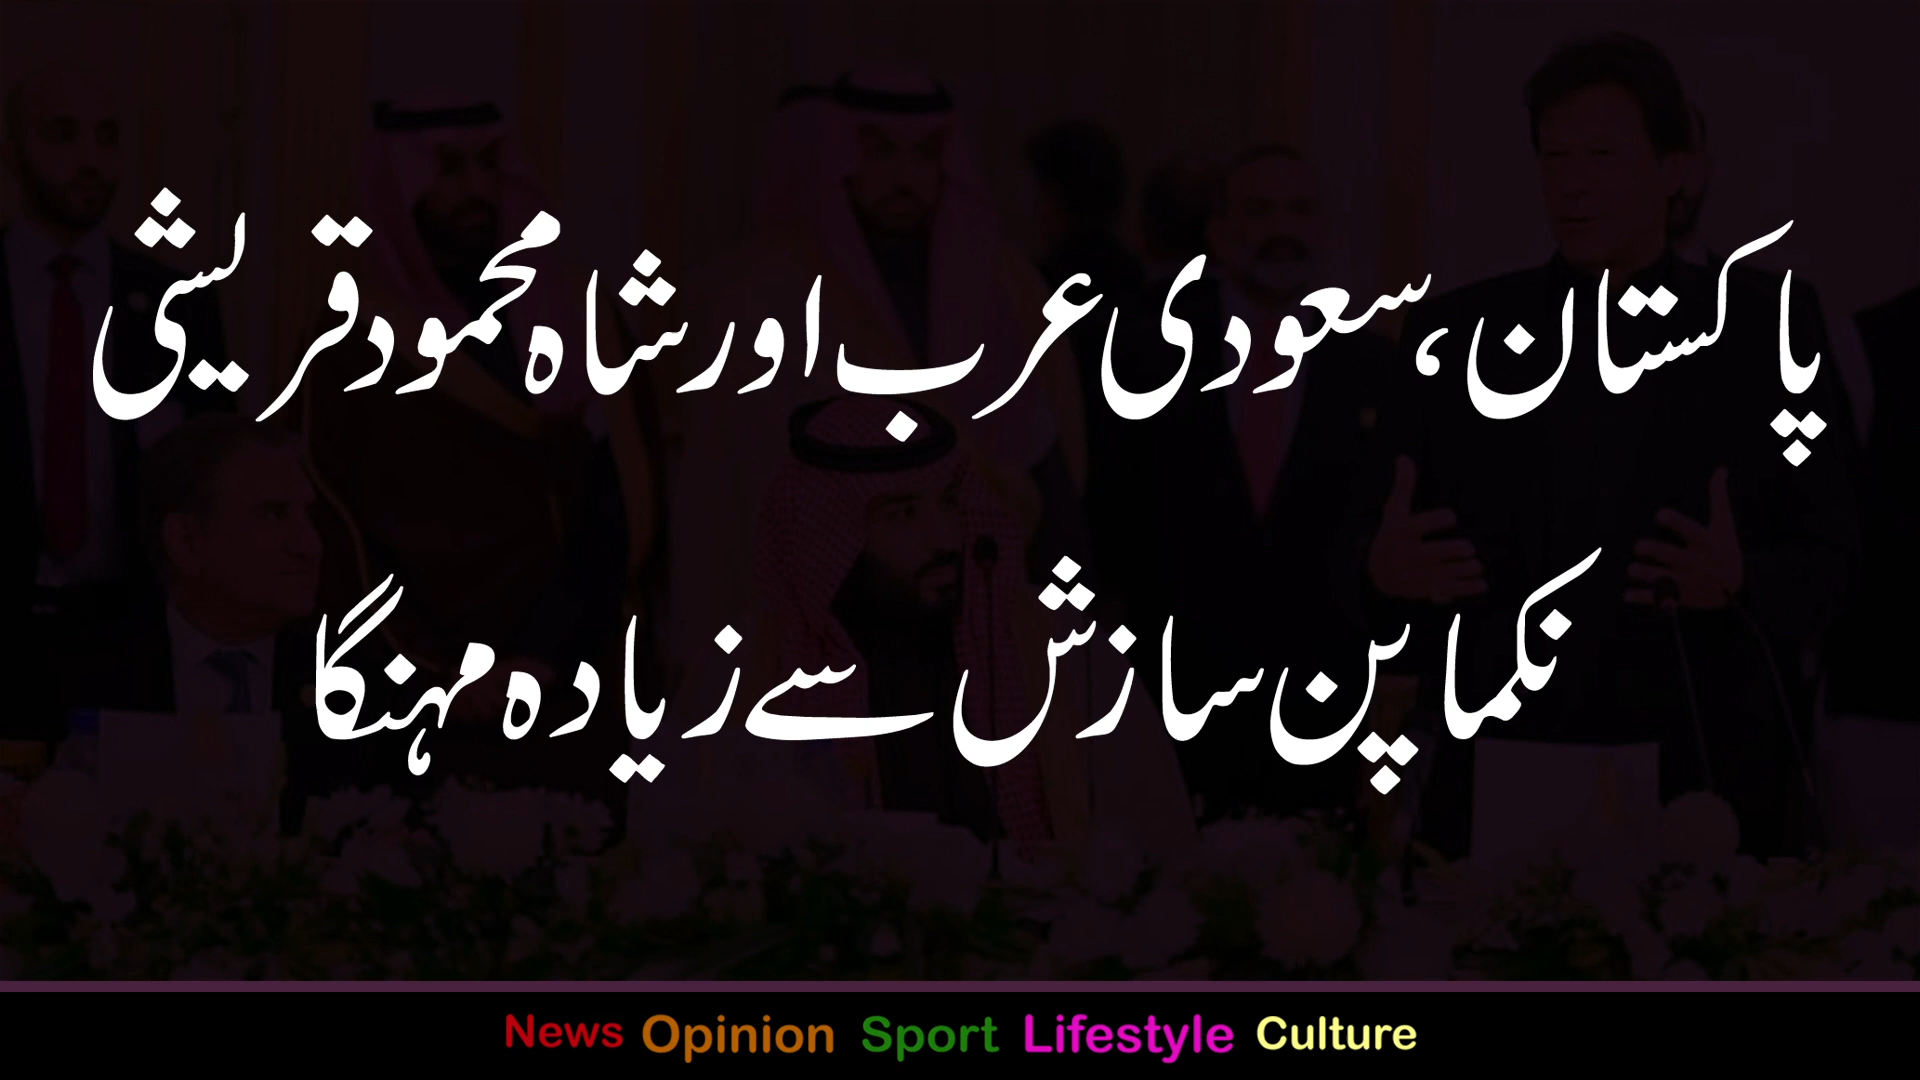 پاکستان، سعودی عرب اور شاہ محمود قریشی
نکما پن سازش سے زیادہ مہنگا
News Opinion Sport Lifestyle Culture